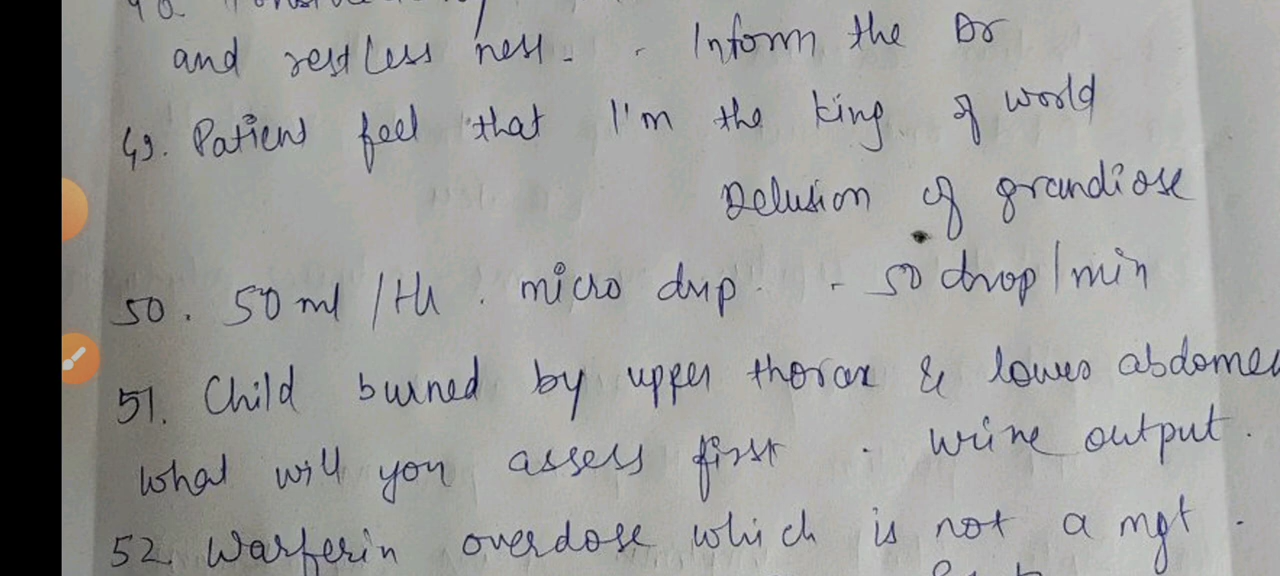 and restless ness. . Inform the Dr
49. Patient feel that I'm the king of world
Delusion of grandiose
50. 50 ml / Hr . micro drip . . 50 drop/min
51. Child burned by upper thorax & lower abdomen
what will you assess first . urine output.
52. Warferin overdose which is not a mgt .